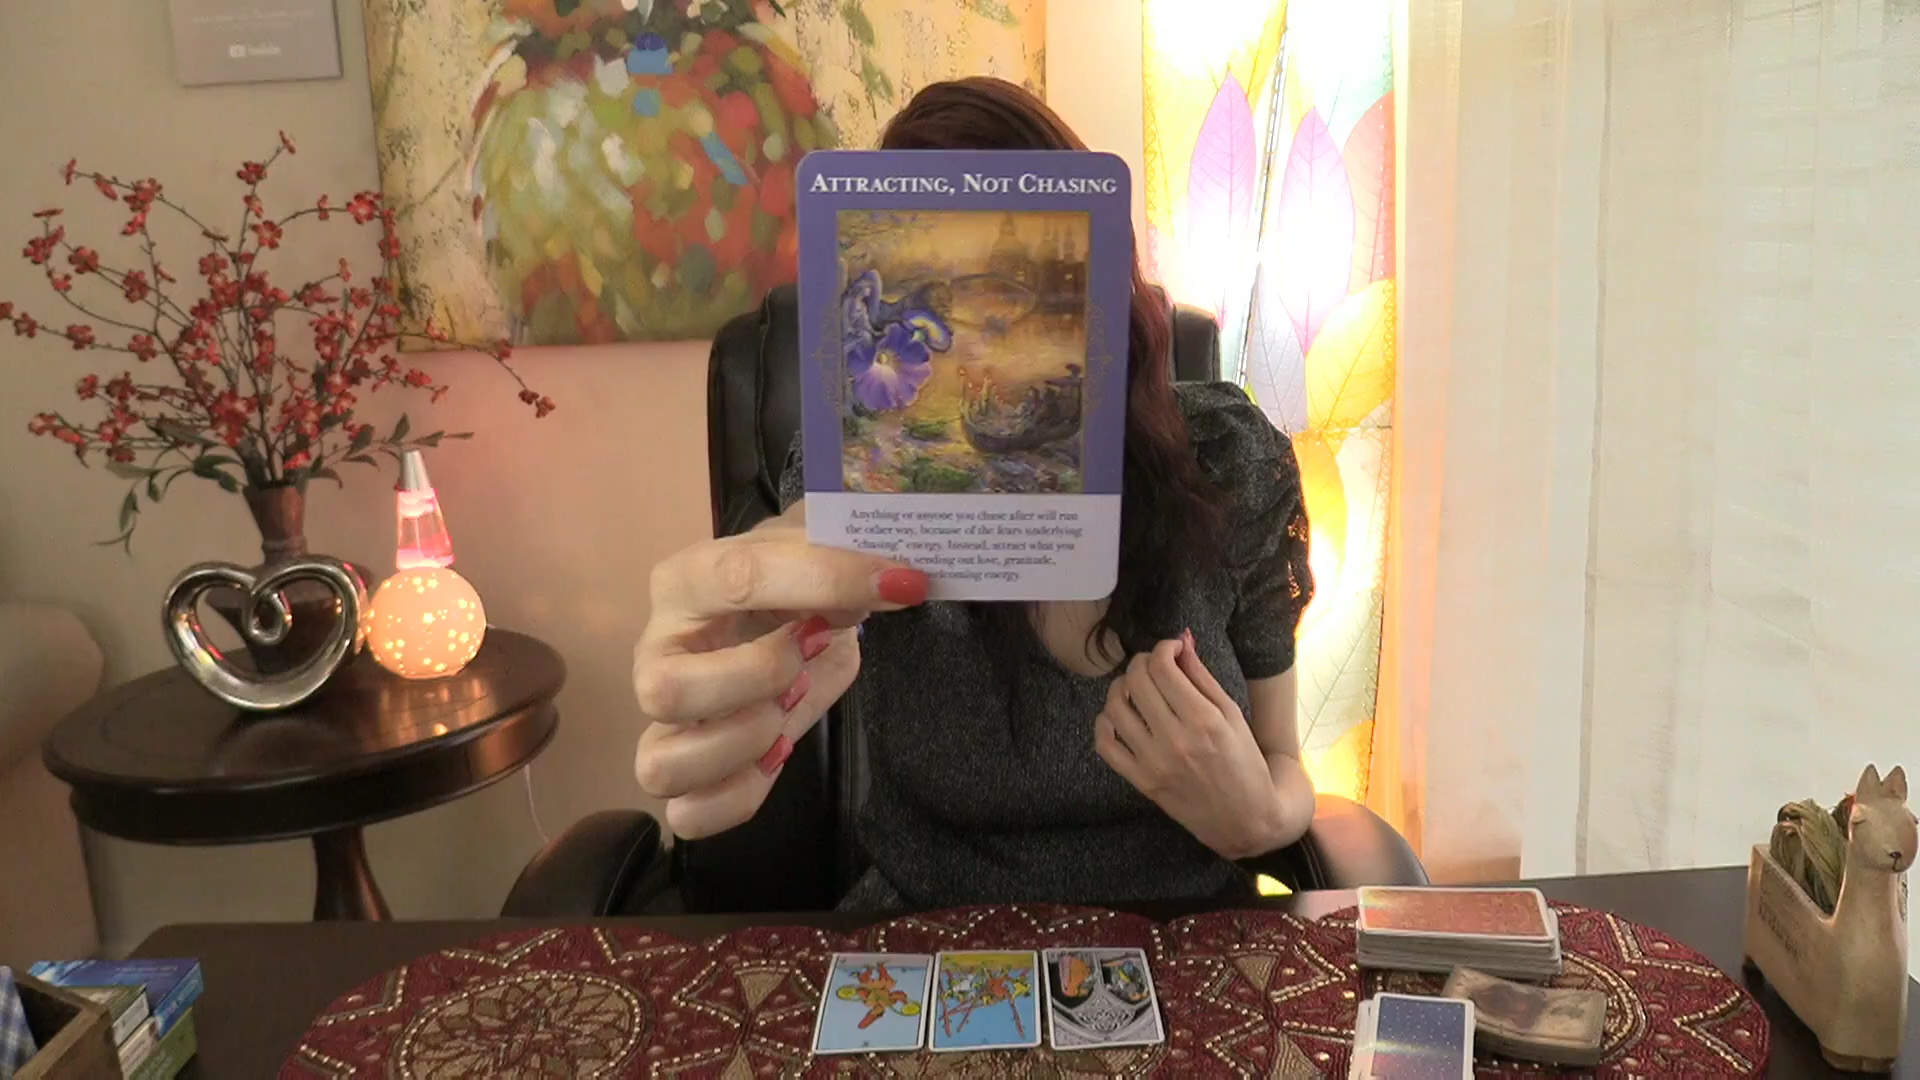 ATTRACTING, NOT CHASING
Anything or anyone you chase after will run
the other way, because of the fears underlying
"chasing" energy. Instead, attract what you
by sending out love, gratitude,
welcoming energy.
YouTube